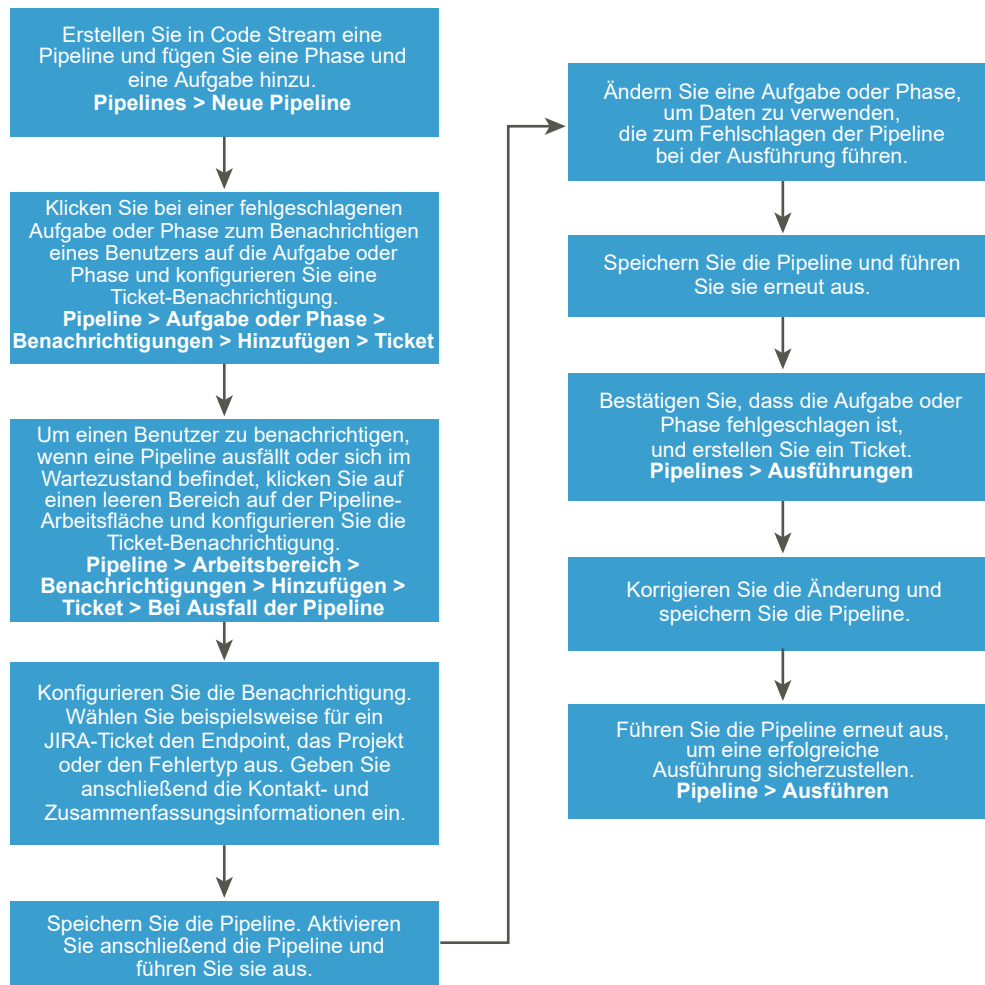 Erstellen Sie in Code Stream eine
Pipeline und fügen Sie eine Phase und
eine Aufgabe hinzu.
Pipelines > Neue Pipeline
Klicken Sie bei einer fehlgeschlagenen
Aufgabe oder Phase zum Benachrichtigen
eines Benutzers auf die Aufgabe oder
Phase und konfigurieren Sie eine
Ticket-Benachrichtigung.
Pipeline > Aufgabe oder Phase >
Benachrichtigungen > Hinzufügen > Ticket
Um einen Benutzer zu benachrichtigen,
wenn eine Pipeline ausfällt oder sich im
Wartezustand befindet, klicken Sie auf
einen leeren Bereich auf der Pipeline-
Arbeitsfläche und konfigurieren Sie die
Ticket-Benachrichtigung.
Pipeline > Arbeitsbereich >
Benachrichtigungen > Hinzufügen >
Ticket > Bei Ausfall der Pipeline
Konfigurieren Sie die Benachrichtigung.
Wählen Sie beispielsweise für ein
JIRA-Ticket den Endpoint, das Projekt
oder den Fehlertyp aus. Geben Sie
anschließend die Kontakt- und
Zusammenfassungsinformationen ein.
Speichern Sie die Pipeline. Aktivieren
Sie anschließend die Pipeline und
führen Sie sie aus.
Ändern Sie eine Aufgabe oder Phase,
um Daten zu verwenden,
die zum Fehlschlagen der Pipeline
bei der Ausführung führen.
Speichern Sie die Pipeline und führen
Sie sie erneut aus.
Bestätigen Sie, dass die Aufgabe oder
Phase fehlgeschlagen ist,
und erstellen Sie ein Ticket.
Pipelines > Ausführungen
Korrigieren Sie die Änderung und
speichern Sie die Pipeline.
Führen Sie die Pipeline erneut aus,
um eine erfolgreiche
Ausführung sicherzustellen.
Pipeline > Ausführen